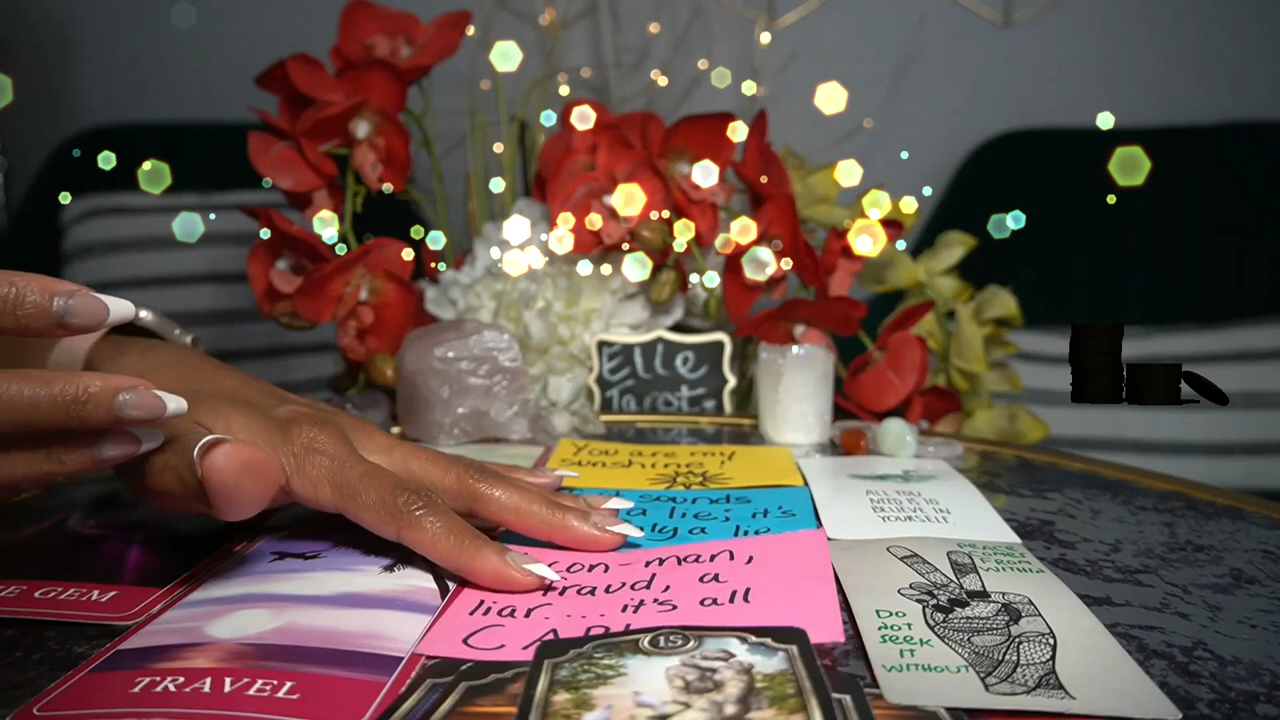 Elle
Tarot
You are my
sunshine!
sounds
a lie; it's
a lie
con-man,
fraud, a
liar.... it's all
ALL YOU
NEED IS TO
BELIEVE IN
YOURSELF.
PEACE
COMES
FROM
WITHIN
DO
NOT
SEEK
IT
WITHOUT
GEM
TRAVEL
15